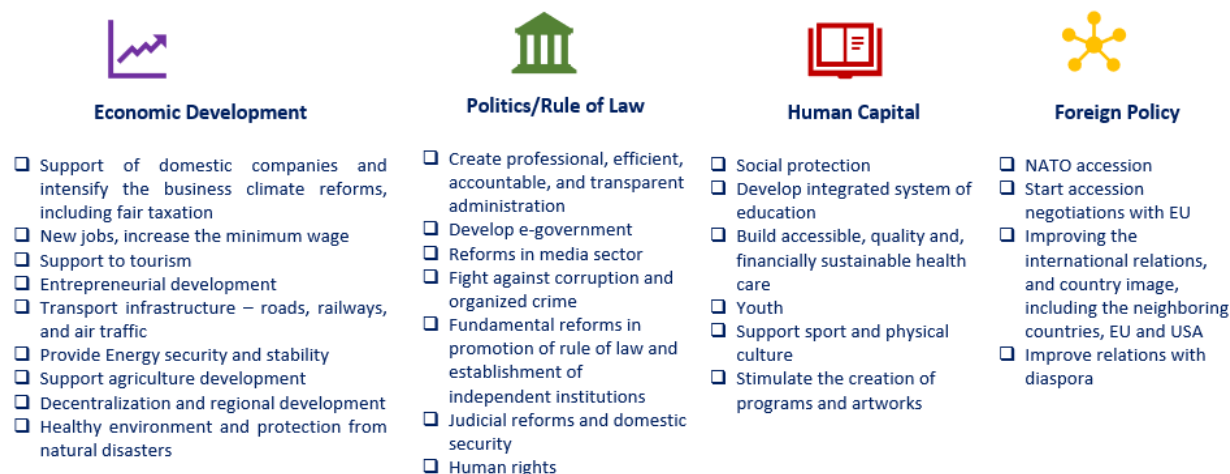 Economic Development
Support of domestic companies and
intensify the business climate reforms,
including fair taxation
New jobs, increase the minimum wage
Support to tourism
Entrepreneurial development
Transport infrastructure – roads, railways,
and air traffic
Provide Energy security and stability
Support agriculture development
Decentralization and regional development
Healthy environment and protection from
natural disasters
Politics/Rule of Law
Create professional, efficient,
accountable, and transparent
administration
Develop e-government
Reforms in media sector
Fight against corruption and
organized crime
Fundamental reforms in
promotion of rule of law and
establishment of
independent institutions
Judicial reforms and domestic
security
Human rights
Human Capital
Social protection
Develop integrated system of
education
Build accessible, quality and,
financially sustainable health
care
Youth
Support sport and physical
culture
Stimulate the creation of
programs and artworks
Foreign Policy
NATO accession
Start accession
negotiations with EU
Improving the
international relations,
and country image,
including the neighboring
countries, EU and USA
Improve relations with
diaspora